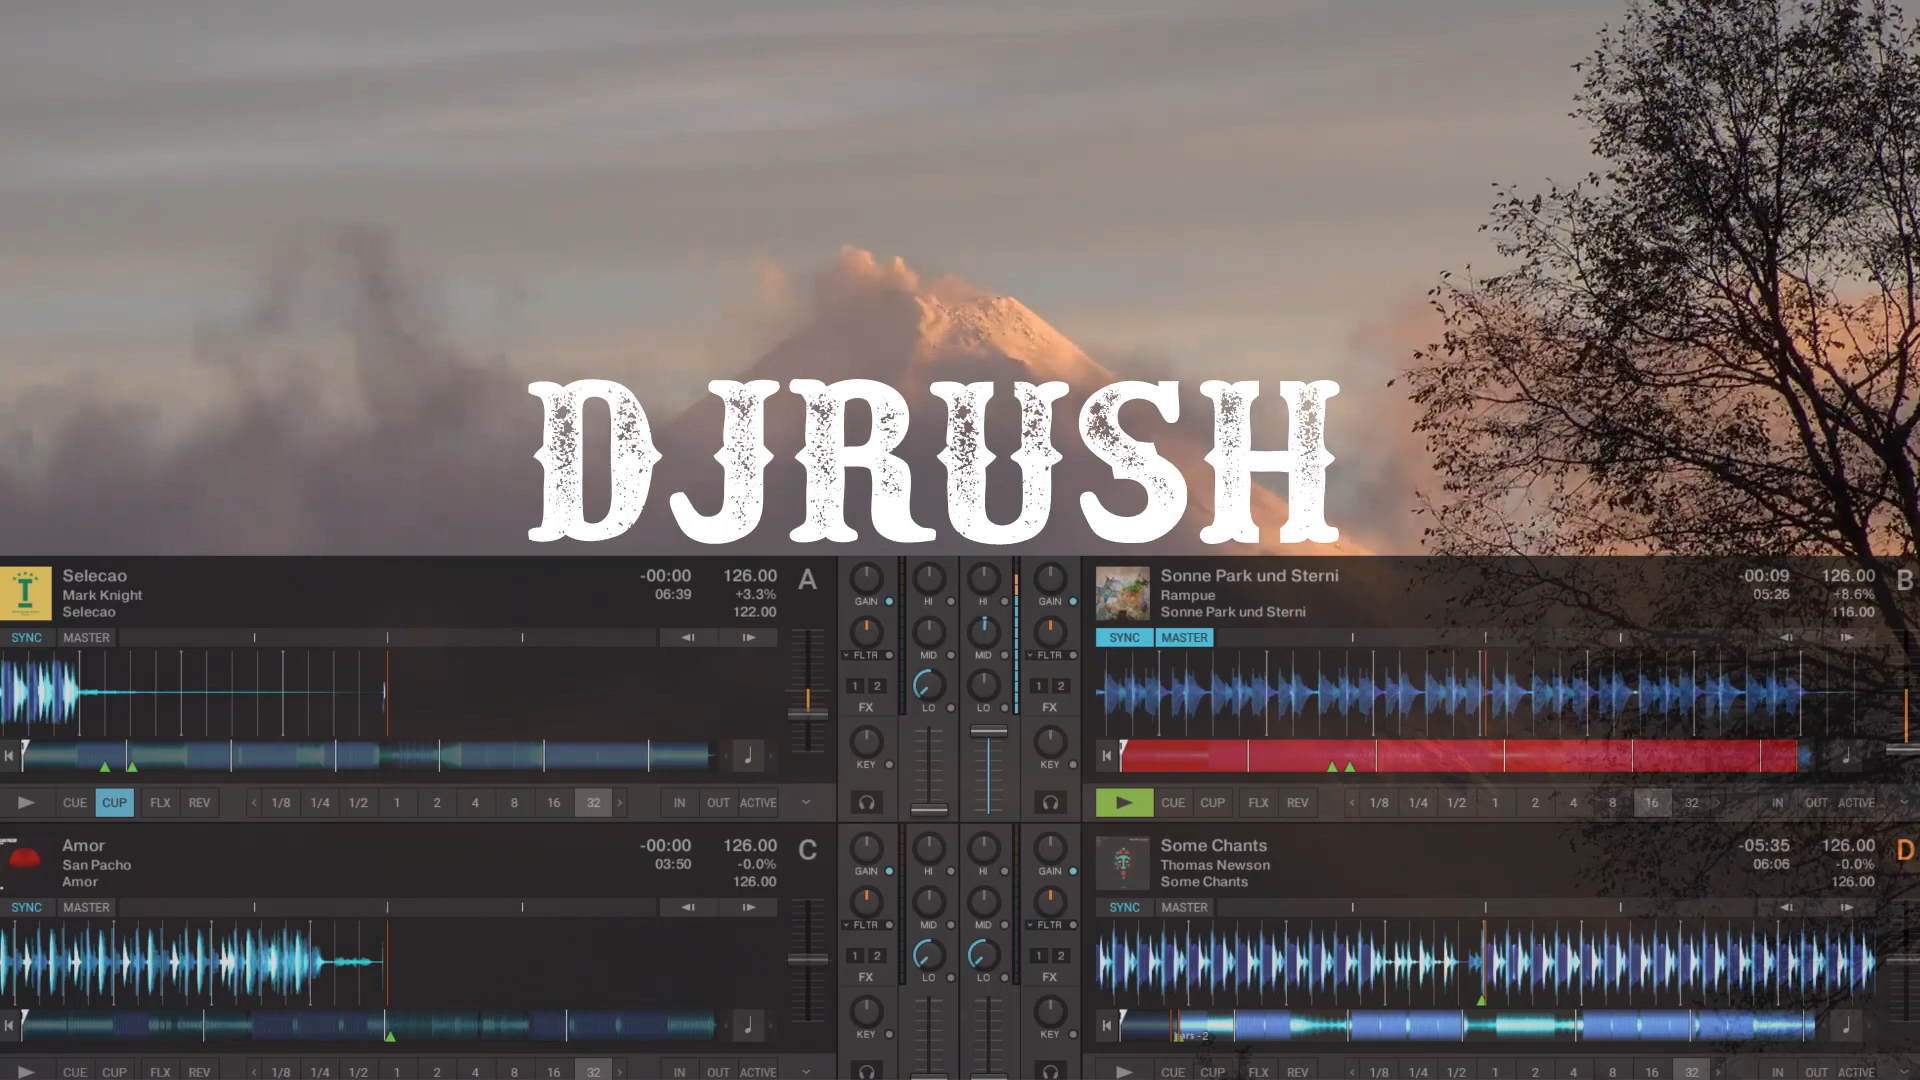 DJRUSH
Selecao
Mark Knight
Selecao
-00:00 126.00 A
06:39 +3.3%
122.00
SYNC MASTER
CUE CUP FLX REV 1/8 1/4 1/2 1 2 4 8 16 32 IN OUT ACTIVE
GAIN HI HI GAIN
FLTR MID MID FLTR
1 2 1 2
FX LO LO FX
KEY KEY
Sonne Park und Sterni
Rampue
Sonne Park und Sterni
-00:09 126.00 B
05:26 +8.6%
116.00
SYNC MASTER
CUE CUP FLX REV 1/8 1/4 1/2 1 2 4 8 16 32 IN OUT ACTIVE
Amor
San Pacho
Amor
-00:00 126.00 C
03:50 -0.0%
126.00
SYNC MASTER
CUE CUP FLX REV 1/8 1/4 1/2 1 2 4 8 16 32 IN OUT ACTIVE
GAIN HI HI GAIN
FLTR MID MID FLTR
1 2 1 2
FX LO LO FX
KEY KEY
Some Chants
Thomas Newson
Some Chants
-05:35 126.00 D
06:06 -0.0%
126.00
SYNC MASTER
CUE CUP FLX REV 1/8 1/4 1/2 1 2 4 8 16 32 IN OUT ACTIVE